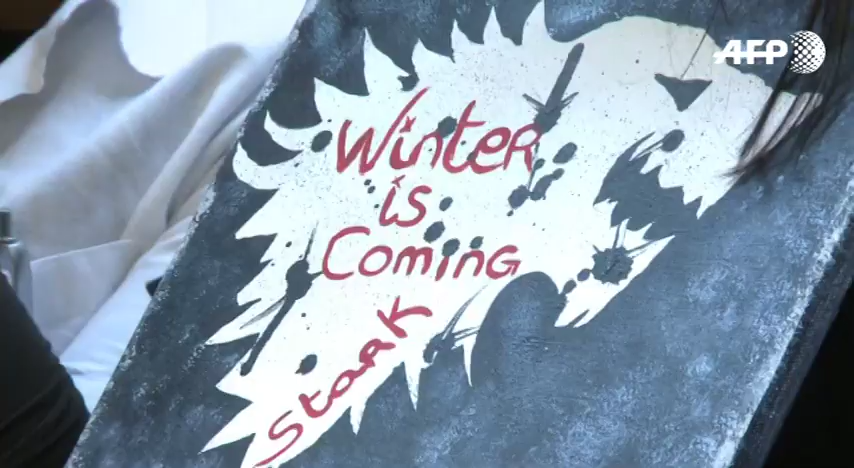 AFP
Winter
is
Coming
Stark